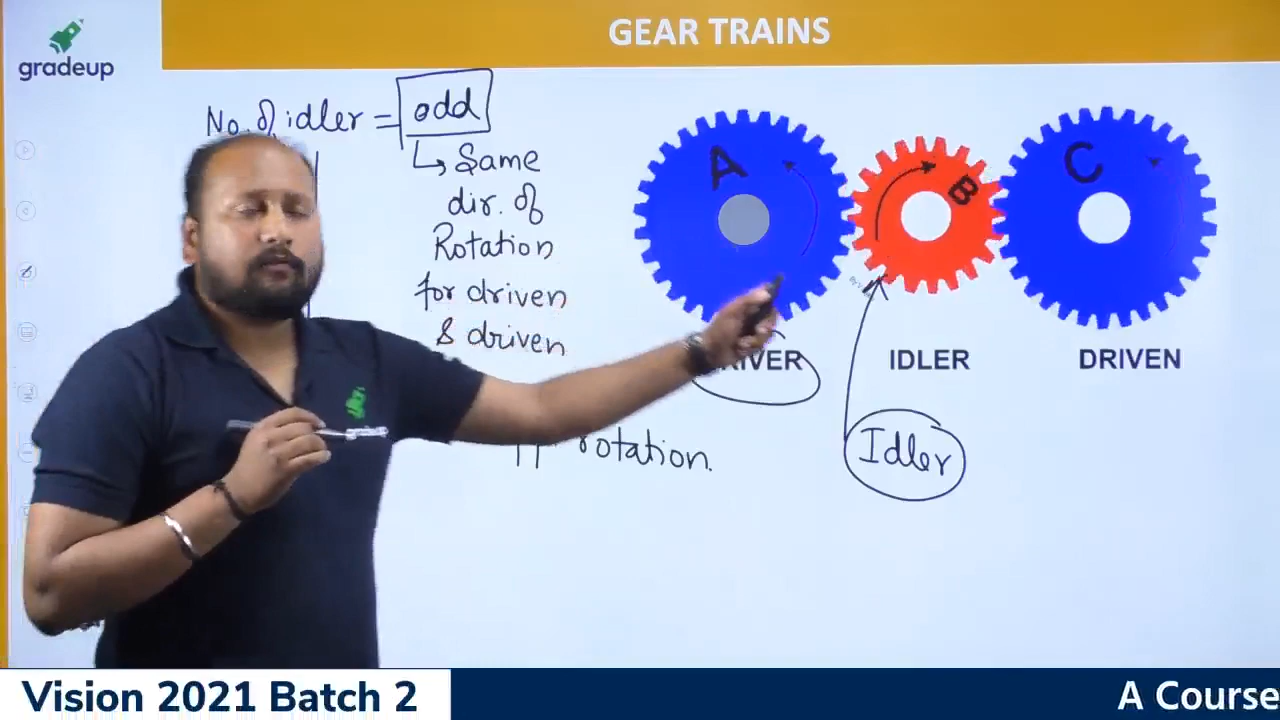 GEAR TRAINS
gradeup
No. of idler = odd
Same
dir. of
Rotation
for driven
& driven
rotation.
A
B
C
IDLER
DRIVEN
Idler
Vision 2021 Batch 2
A Course